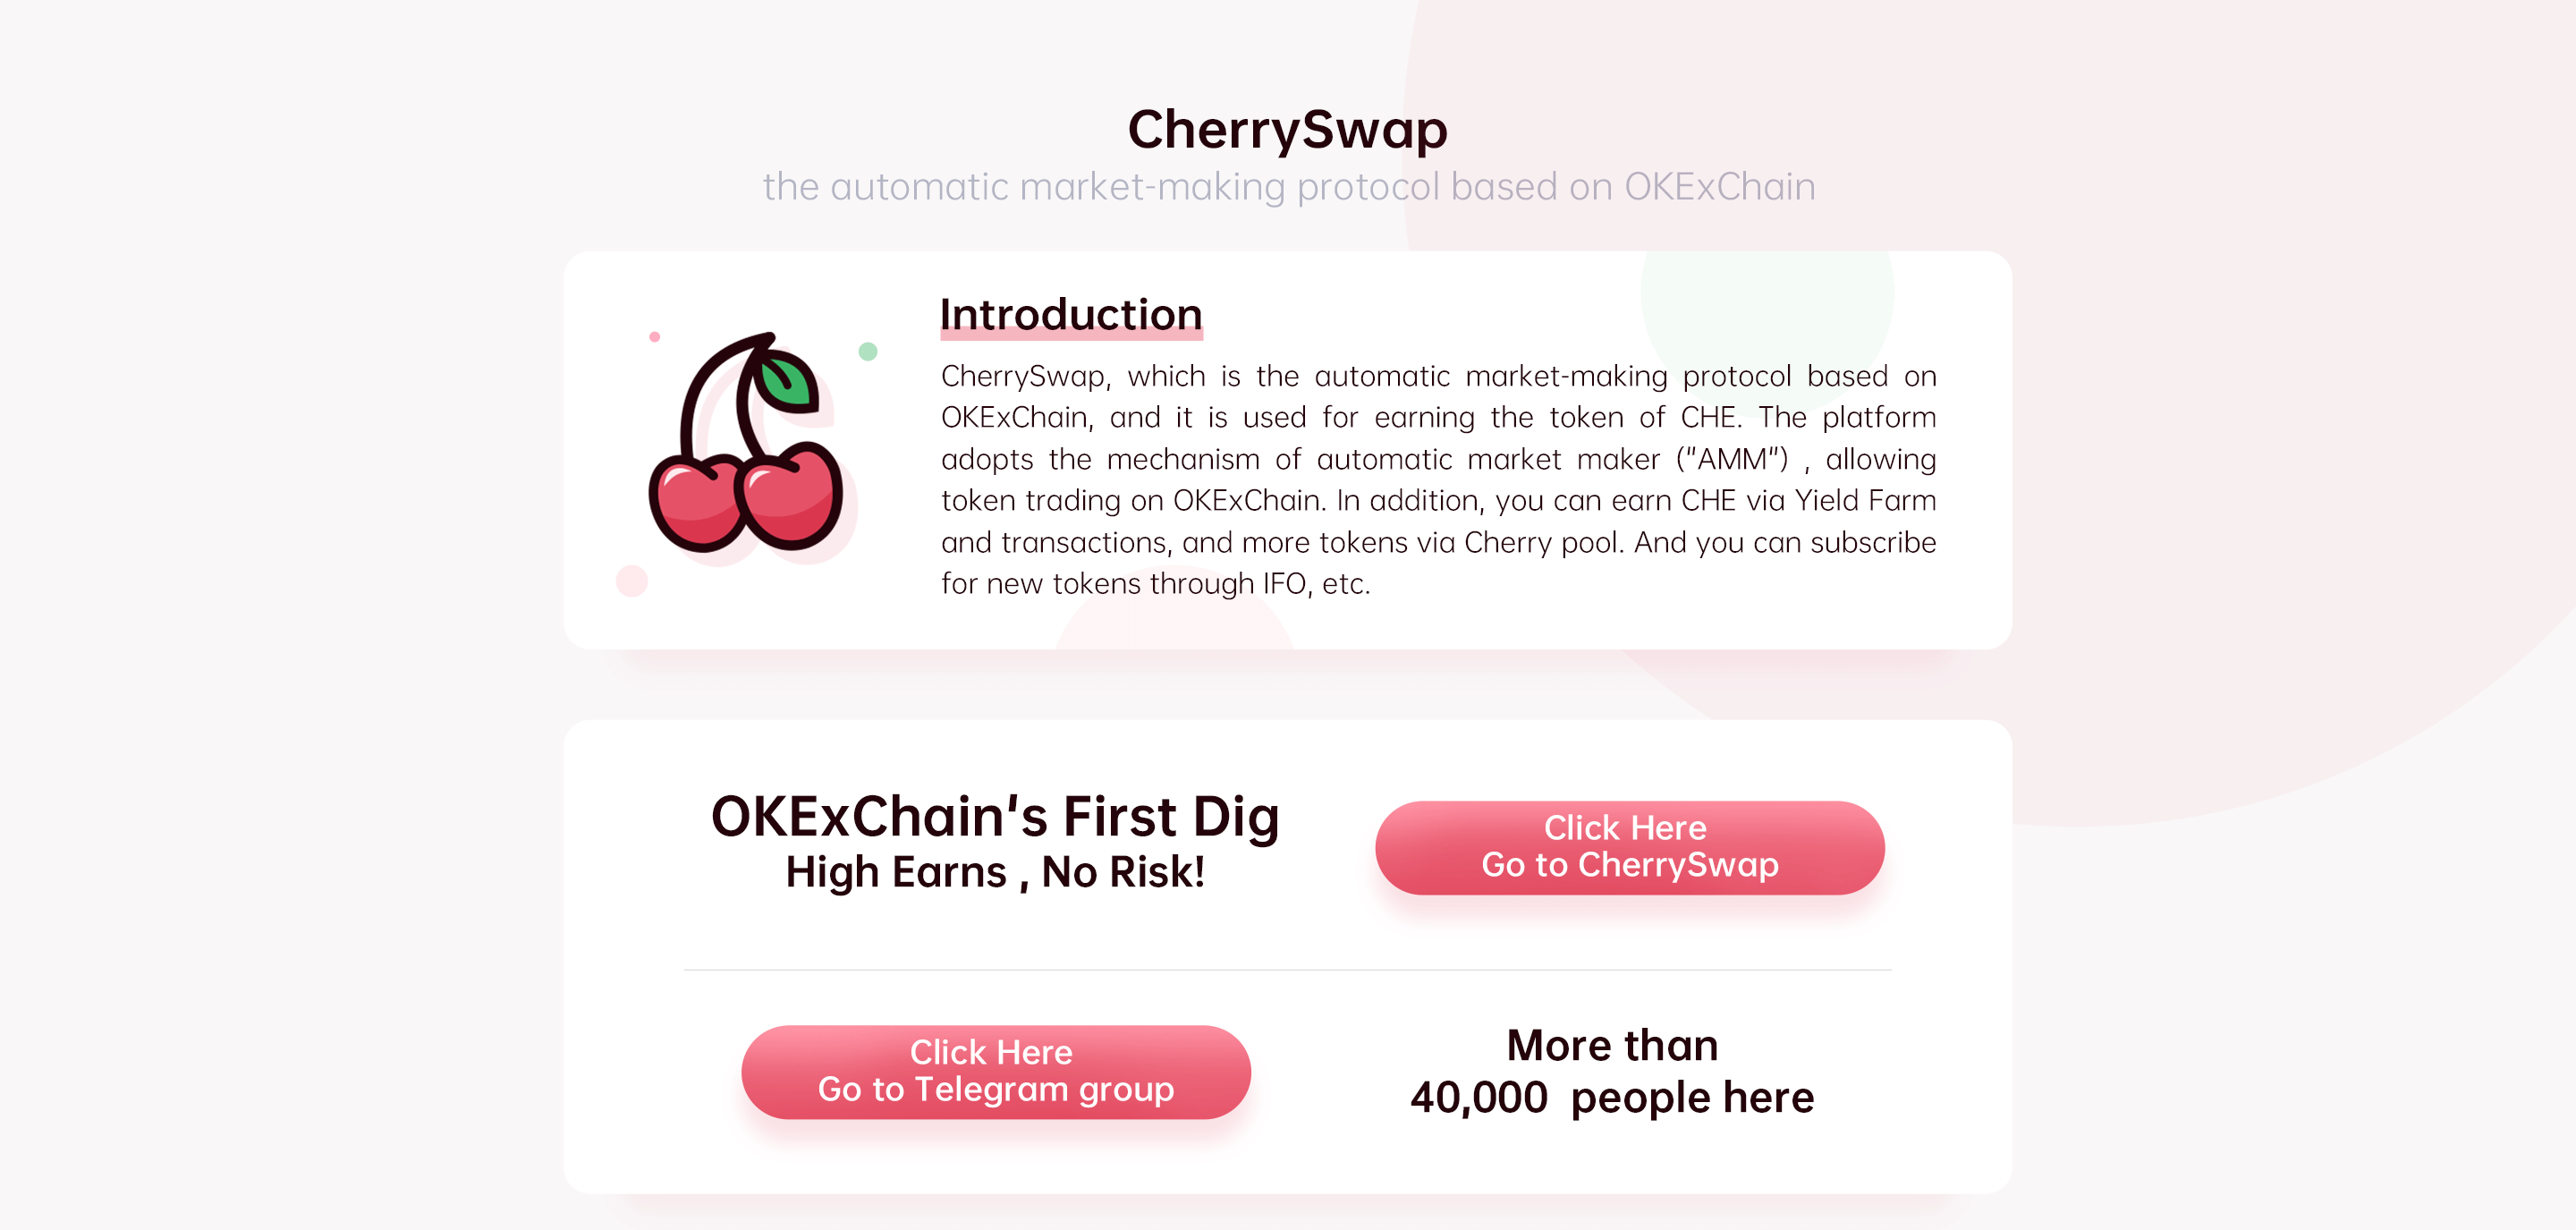 CherrySwap
the automatic market-making protocol based on OKExChain
Introduction
CherrySwap, which is the automatic market-making protocol based on
OKExChain, and it is used for earning the token of CHE. The platform
adopts the mechanism of automatic market maker ("AMM") , allowing
token trading on OKExChain. In addition, you can earn CHE via Yield Farm
and transactions, and more tokens via Cherry pool. And you can subscribe
for new tokens through IFO, etc.
OKExChain's First Dig
High Earns , No Risk!
Click Here
Go to CherrySwap
Click Here
Go to Telegram group
More than
40,000  people here